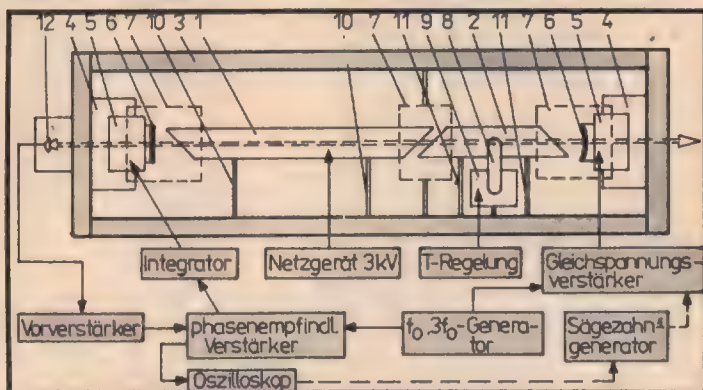 12 4 5 6 7 10 3 1 10 7 11 9 8 2 11 7 6 5 4
Integrator
Netzgerät 3kV
T-Regelung
Gleichspannungs-
verstärker
Vorverstärker
phasenempfindl.
Verstärker
f₀.3f₀-Genera-
tor
Sägezahn-
generator
Oszilloskop